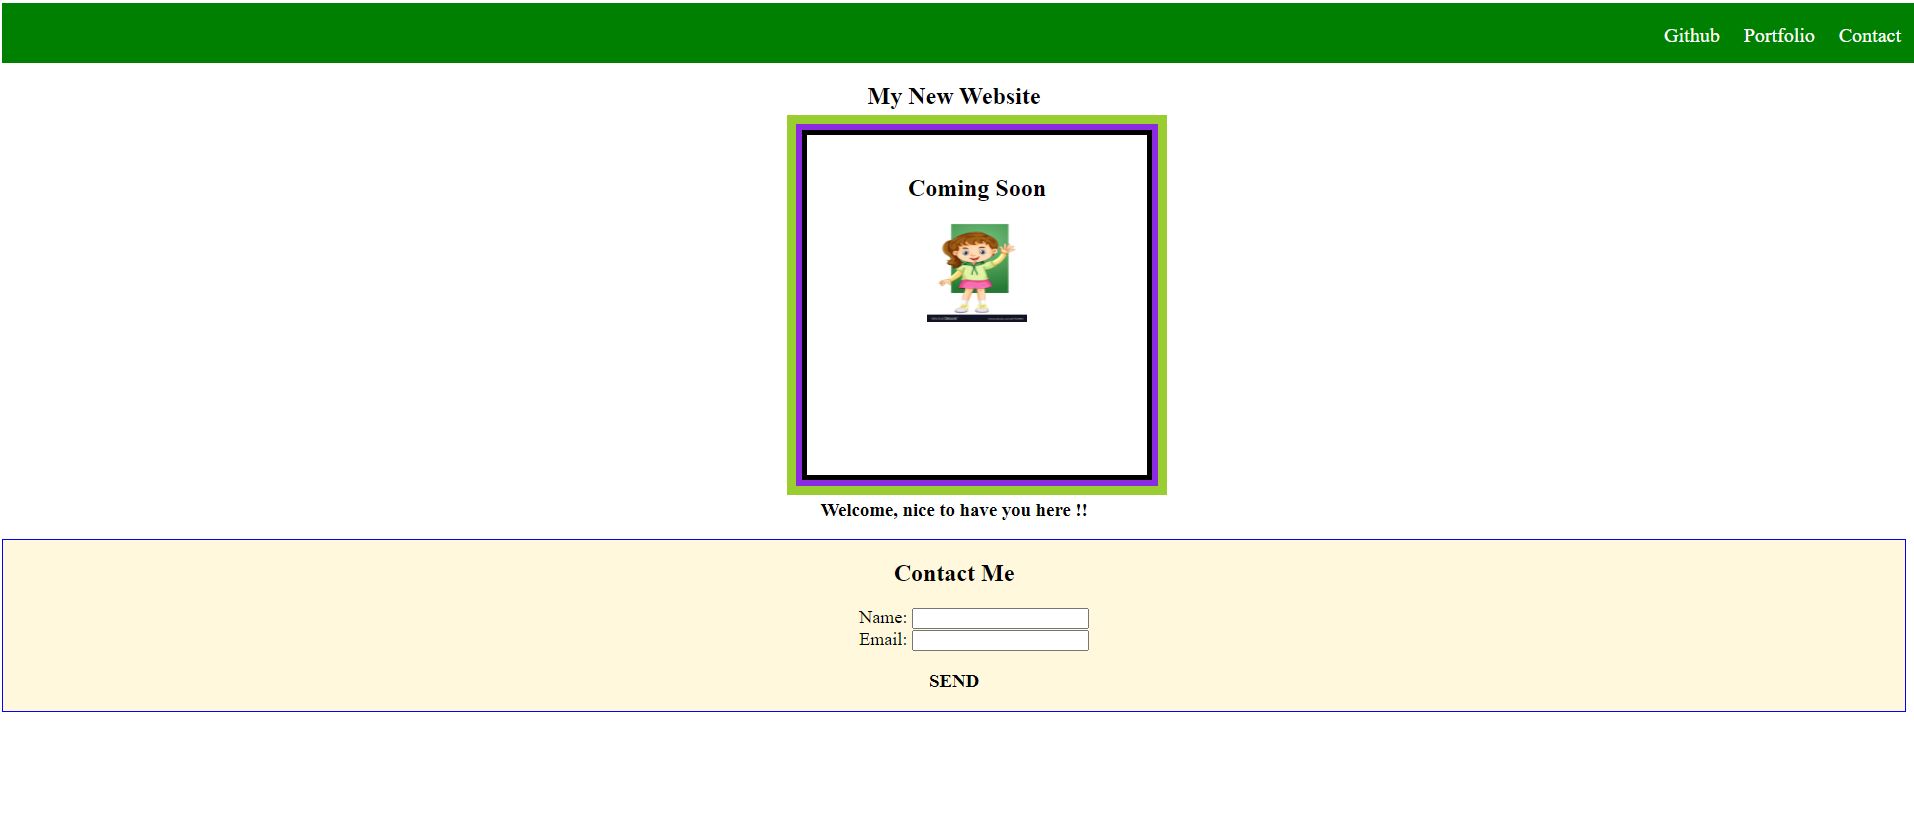 Github Portfolio Contact
My New Website
Coming Soon
Welcome, nice to have you here !!
Contact Me
Name:
Email:
SEND